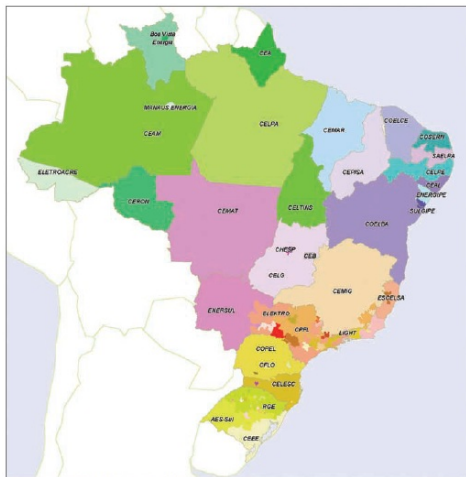 Boa Vista
Energia
CEA
MANAUS ENERGIA
CEAM
CELPA
CEMAR
COELCE
COSERN
SAELPA
CELPE
CEAL
ENERGIPE
SULGIPE
CEPISA
ELETROACRE
CERON
CEMAT
CELTINS
COELBA
CHESP
CEB
CELG
CEMIG
ESCELSA
ENERSUL
ELEKTRO
CPFL
LIGHT
COPEL
CFLO
CELESC
RGE
AES Sul
CEEE